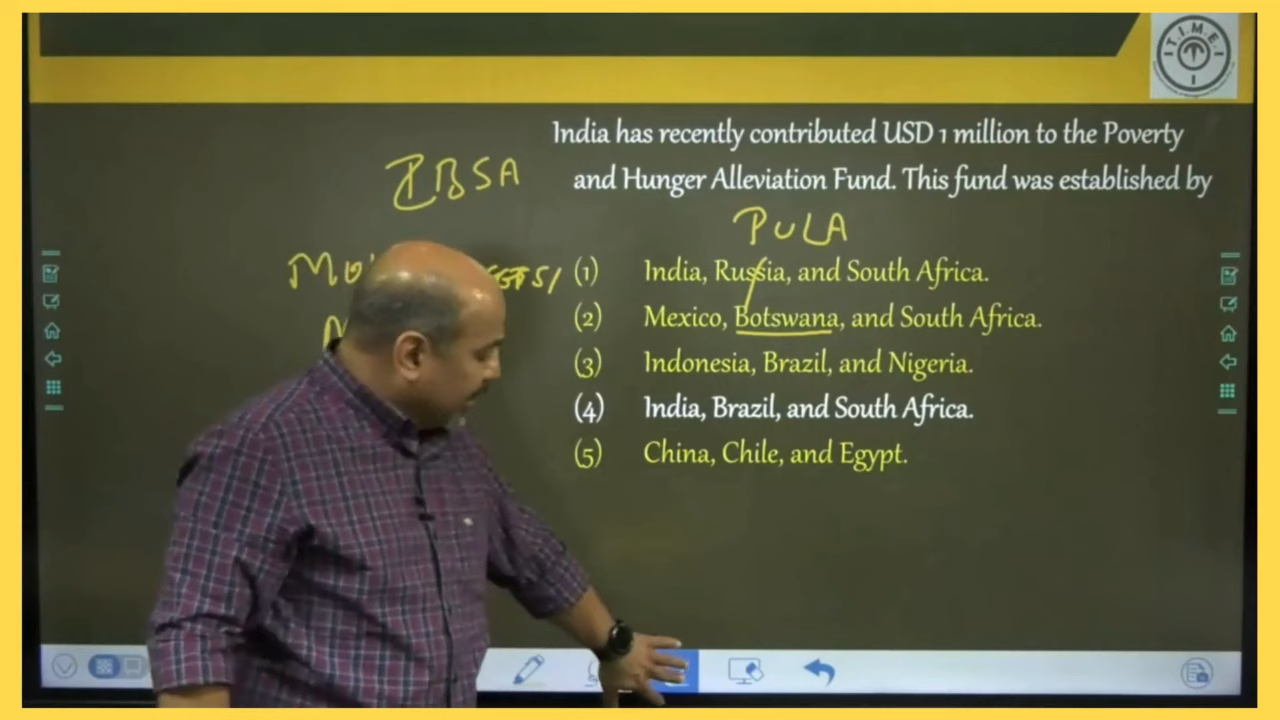 T.I.M.E.
India has recently contributed USD 1 million to the Poverty
and Hunger Alleviation Fund. This fund was established by
IBSA
PULA
(1) India, Russia, and South Africa.
(2) Mexico, Botswana, and South Africa.
(3) Indonesia, Brazil, and Nigeria.
(4) India, Brazil, and South Africa.
(5) China, Chile, and Egypt.